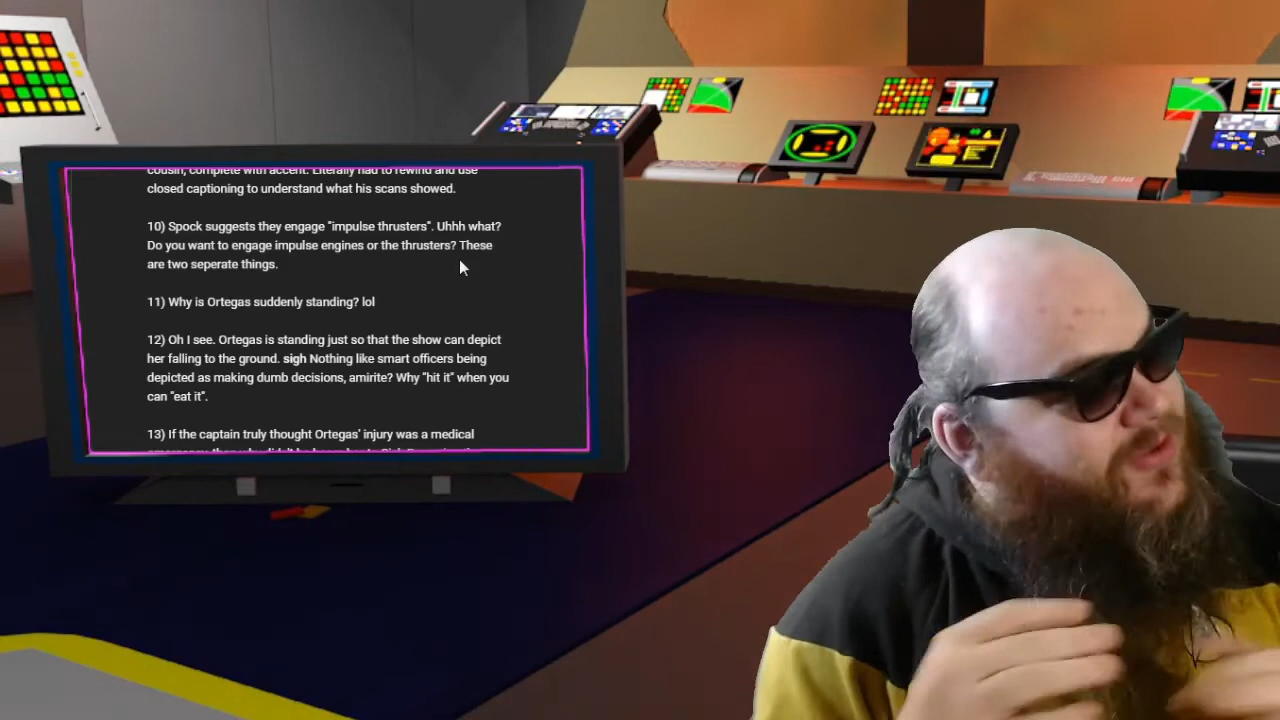 cousin, complete with accent. Literally had to rewind and use
closed captioning to understand what his scans showed.
10) Spock suggests they engage "impulse thrusters". Uhhh what?
Do you want to engage impulse engines or the thrusters? These
are two seperate things.
11) Why is Ortegas suddenly standing? lol
12) Oh I see. Ortegas is standing just so that the show can depict
her falling to the ground. sigh Nothing like smart officers being
depicted as making dumb decisions, amirite? Why "hit it" when you
can "eat it".
13) If the captain truly thought Ortegas' injury was a medical